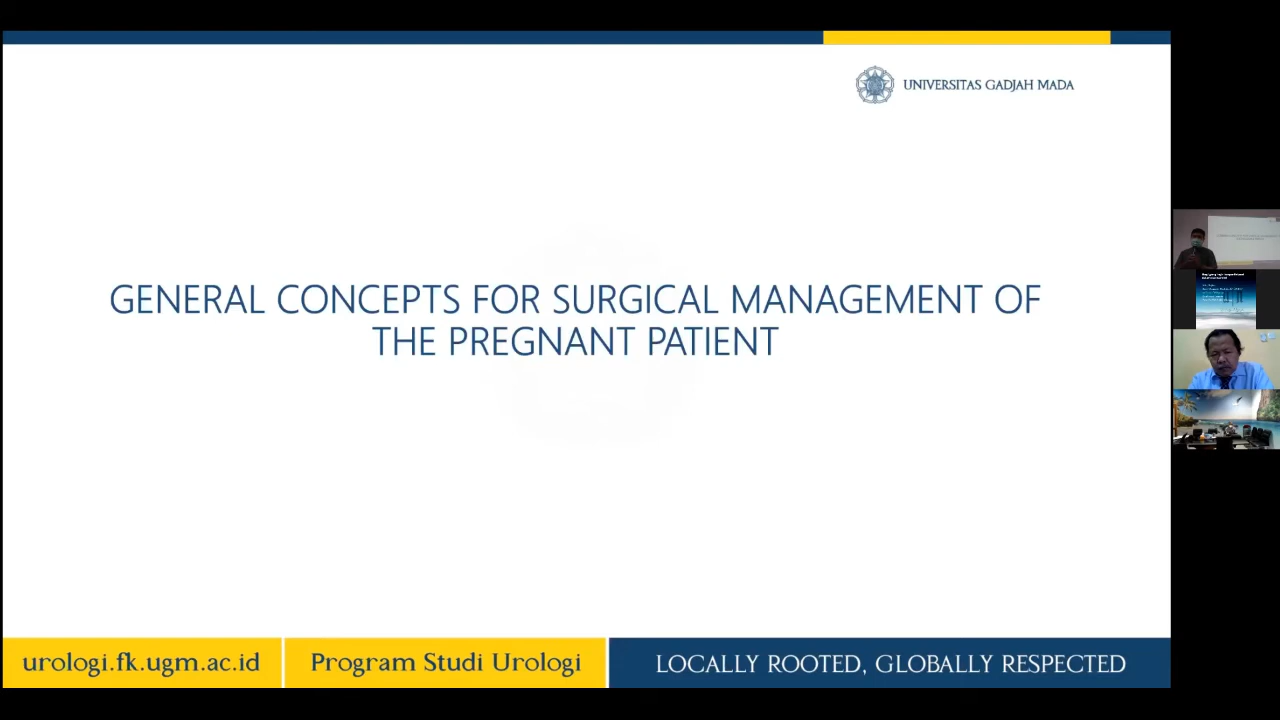 UNIVERSITAS GADJAH MADA
GENERAL CONCEPTS FOR SURGICAL MANAGEMENT OF
THE PREGNANT PATIENT
urologi.fk.ugm.ac.id
Program Studi Urologi
LOCALLY ROOTED, GLOBALLY RESPECTED